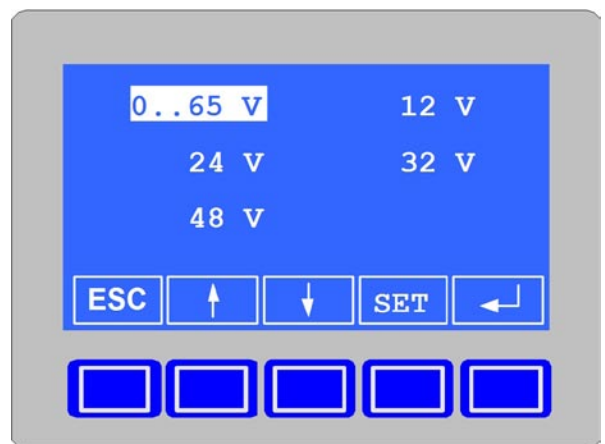 0..65 V 12 V
24 V 32 V
48 V
ESC ↑ ↓ SET ↵